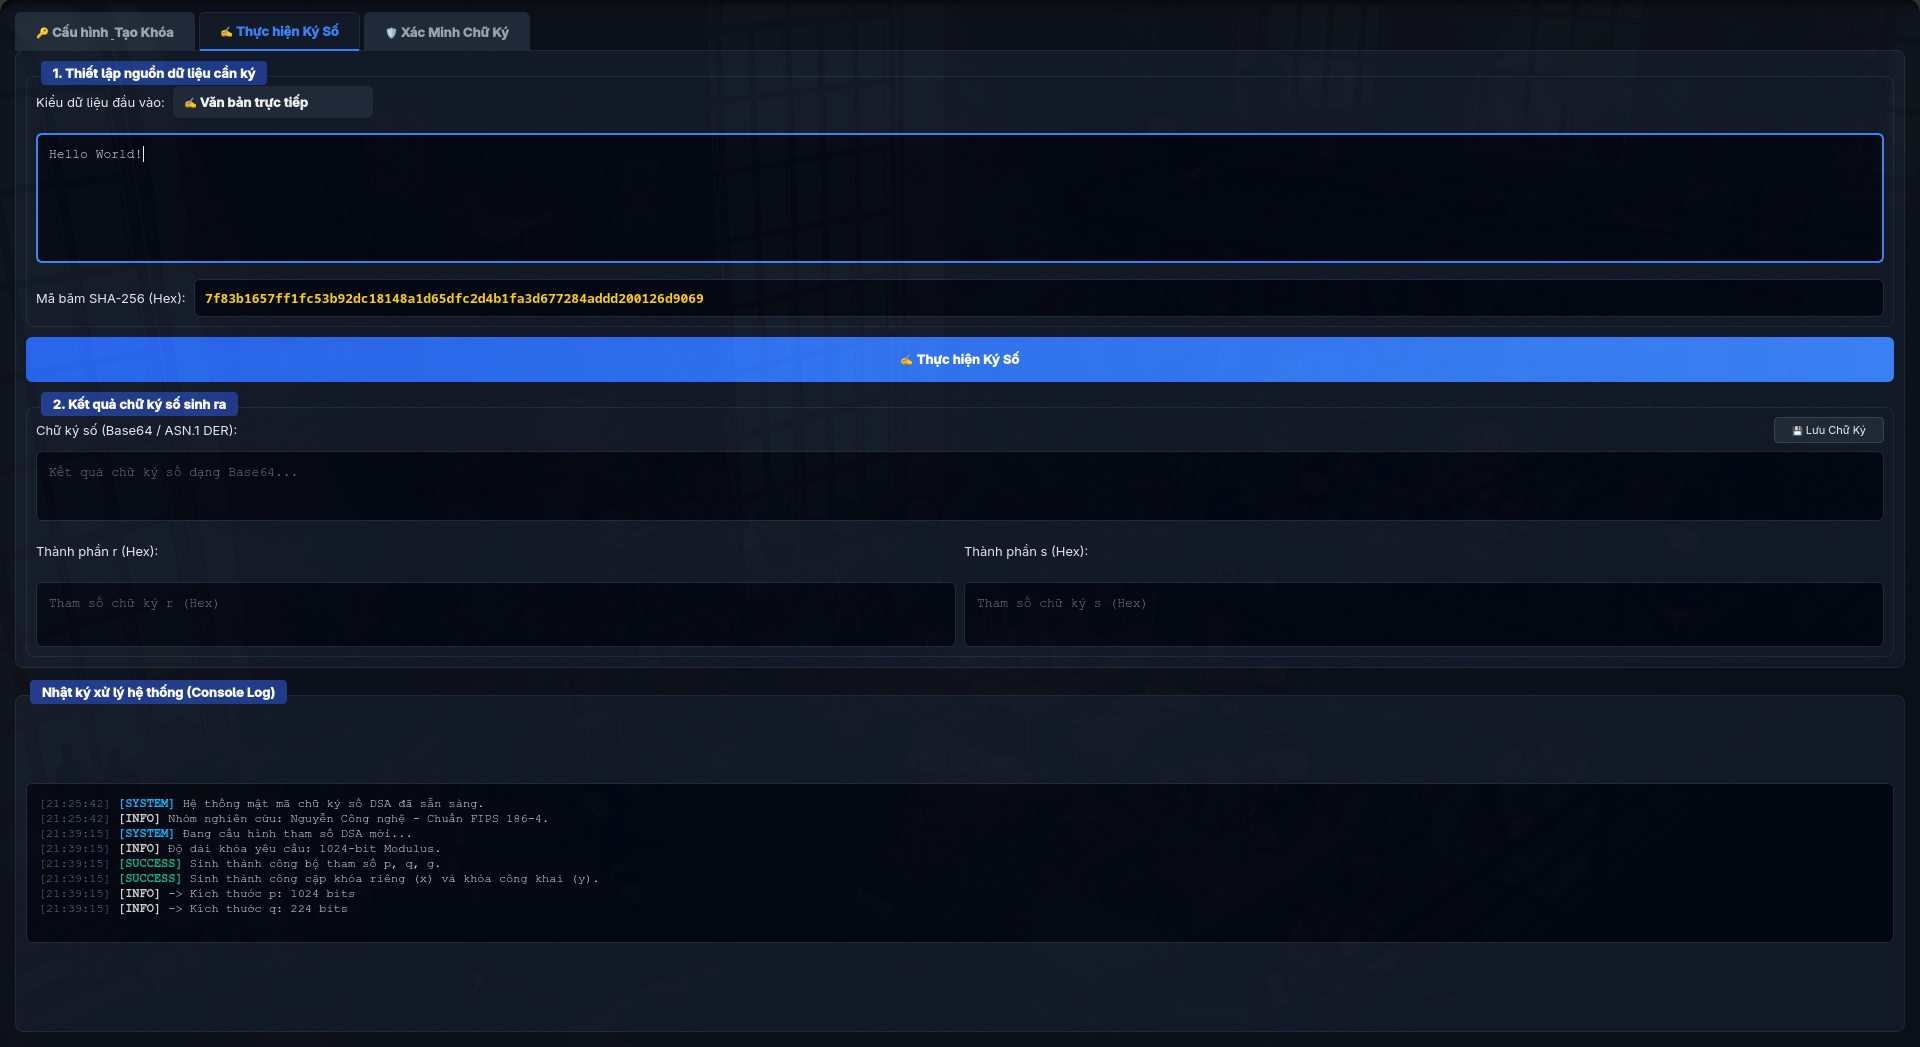 🔑 Cấu hình _Tạo Khóa
✍ Thực hiện Ký Số
🛡 Xác Minh Chữ Ký
1. Thiết lập nguồn dữ liệu cần ký
Kiểu dữ liệu đầu vào:
✍ Văn bản trực tiếp
Hello World!
Mã băm SHA-256 (Hex):
7f83b1657ff1fc53b92dc18148a1d65dfc2d4b1fa3d677284addd200126d9069
✍ Thực hiện Ký Số
2. Kết quả chữ ký số sinh ra
Chữ ký số (Base64 / ASN.1 DER):
💾 Lưu Chữ Ký
Kết quả chữ ký số dạng Base64...
Thành phần r (Hex):
Thành phần s (Hex):
Tham số chữ ký r (Hex)
Tham số chữ ký s (Hex)
Nhật ký xử lý hệ thống (Console Log)
[21:25:42] [SYSTEM] Hệ thống mật mã chữ ký số DSA đã sẵn sàng.
[21:25:42] [INFO] Nhóm nghiên cứu: Nguyễn Công nghệ - Chuẩn FIPS 186-4.
[21:39:15] [SYSTEM] Đang cấu hình tham số DSA mới...
[21:39:15] [INFO] Độ dài khóa yêu cầu: 1024-bit Modulus.
[21:39:15] [SUCCESS] Sinh thành công bộ tham số p, q, g.
[21:39:15] [SUCCESS] Sinh thành công cặp khóa riêng (x) và khóa công khai (y).
[21:39:15] [INFO] -> Kích thước p: 1024 bits
[21:39:15] [INFO] -> Kích thước q: 224 bits